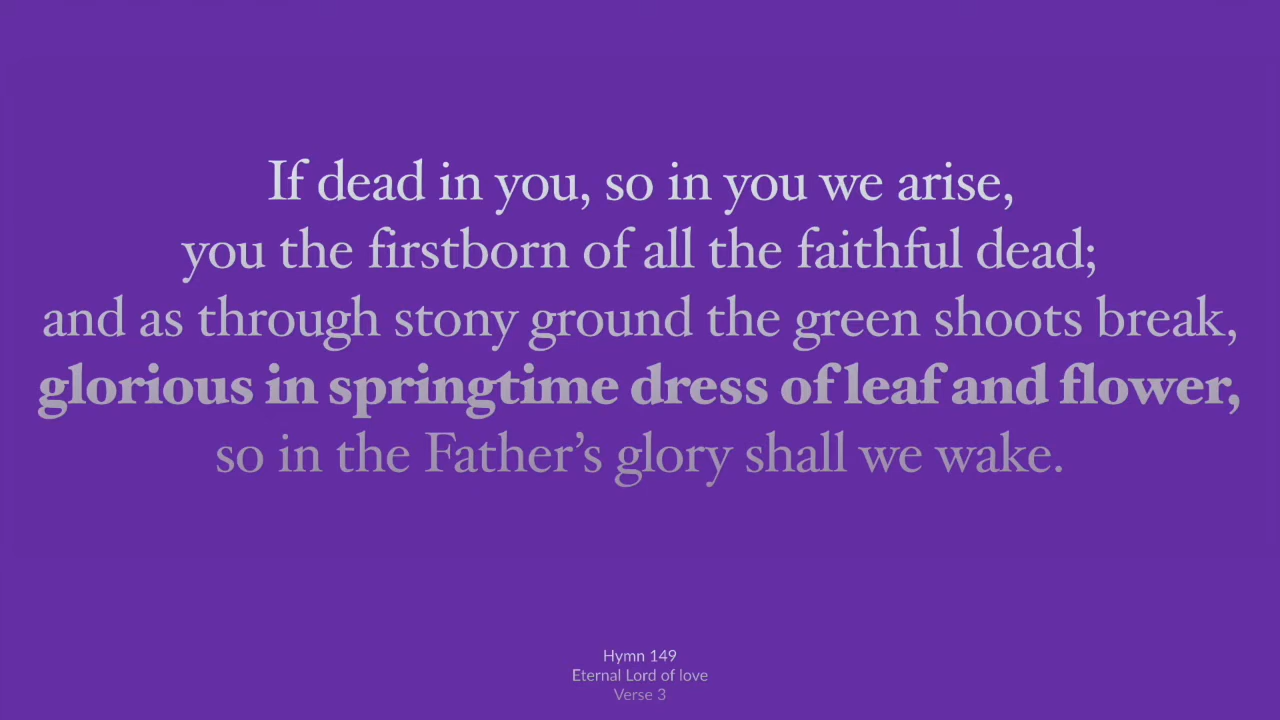 If dead in you, so in you we arise,
you the firstborn of all the faithful dead;
and as through stony ground the green shoots break,
glorious in springtime dress of leaf and flower,
so in the Father’s glory shall we wake.
Hymn 149
Eternal Lord of love
Verse 3